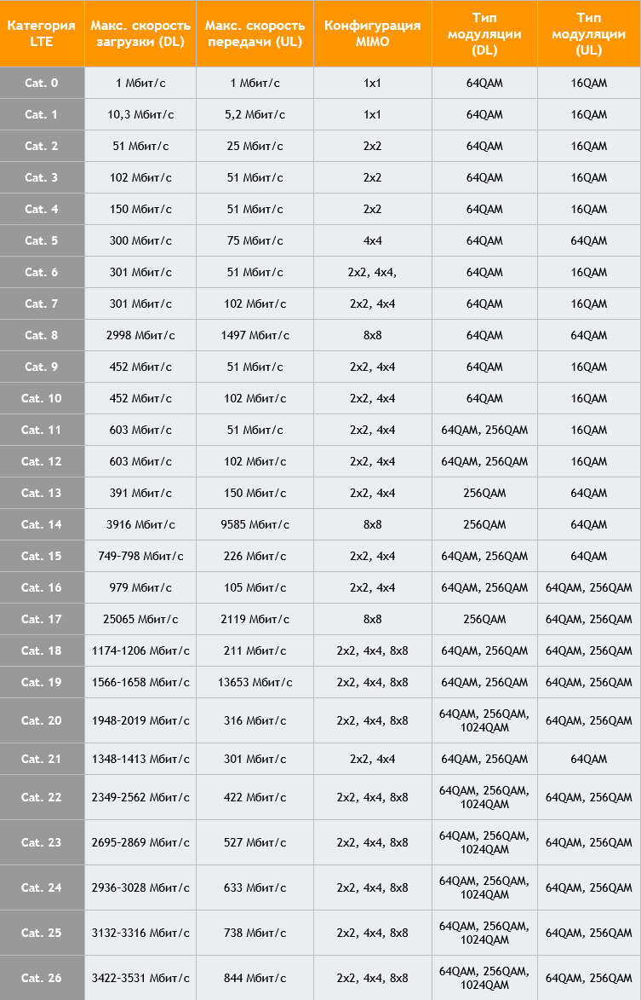 Категория LTE | Макс. скорость загрузки (DL) | Макс. скорость передачи (UL) | Конфигурация MIMO | Тип модуляции (DL) | Тип модуляции (UL)
Cat. 0 | 1 Мбит/с | 1 Мбит/с | 1x1 | 64QAM | 16QAM
Cat. 1 | 10,3 Мбит/с | 5,2 Мбит/с | 1x1 | 64QAM | 16QAM
Cat. 2 | 51 Мбит/с | 25 Мбит/с | 2x2 | 64QAM | 16QAM
Cat. 3 | 102 Мбит/с | 51 Мбит/с | 2x2 | 64QAM | 16QAM
Cat. 4 | 150 Мбит/с | 51 Мбит/с | 2x2 | 64QAM | 16QAM
Cat. 5 | 300 Мбит/с | 75 Мбит/с | 4x4 | 64QAM | 64QAM
Cat. 6 | 301 Мбит/с | 51 Мбит/с | 2x2, 4x4, | 64QAM | 16QAM
Cat. 7 | 301 Мбит/с | 102 Мбит/с | 2x2, 4x4 | 64QAM | 16QAM
Cat. 8 | 2998 Мбит/с | 1497 Мбит/с | 8x8 | 64QAM | 64QAM
Cat. 9 | 452 Мбит/с | 51 Мбит/с | 2x2, 4x4 | 64QAM | 16QAM
Cat. 10 | 452 Мбит/с | 102 Мбит/с | 2x2, 4x4 | 64QAM | 16QAM
Cat. 11 | 603 Мбит/с | 51 Мбит/с | 2x2, 4x4 | 64QAM, 256QAM | 16QAM
Cat. 12 | 603 Мбит/с | 102 Мбит/с | 2x2, 4x4 | 64QAM, 256QAM | 16QAM
Cat. 13 | 391 Мбит/с | 150 Мбит/с | 2x2, 4x4 | 256QAM | 64QAM
Cat. 14 | 3916 Мбит/с | 9585 Мбит/с | 8x8 | 256QAM | 64QAM
Cat. 15 | 749-798 Мбит/с | 226 Мбит/с | 2x2, 4x4 | 64QAM, 256QAM | 64QAM
Cat. 16 | 979 Мбит/с | 105 Мбит/с | 2x2, 4x4 | 64QAM, 256QAM | 64QAM, 256QAM
Cat. 17 | 25065 Мбит/с | 2119 Мбит/с | 8x8 | 256QAM | 64QAM, 256QAM
Cat. 18 | 1174-1206 Мбит/с | 211 Мбит/с | 2x2, 4x4, 8x8 | 64QAM, 256QAM | 64QAM, 256QAM
Cat. 19 | 1566-1658 Мбит/с | 13653 Мбит/с | 2x2, 4x4, 8x8 | 64QAM, 256QAM | 64QAM, 256QAM
Cat. 20 | 1948-2019 Мбит/с | 316 Мбит/с | 2x2, 4x4, 8x8 | 64QAM, 256QAM, 1024QAM | 64QAM, 256QAM
Cat. 21 | 1348-1413 Мбит/с | 301 Мбит/с | 2x2, 4x4 | 64QAM, 256QAM | 64QAM
Cat. 22 | 2349-2562 Мбит/с | 422 Мбит/с | 2x2, 4x4, 8x8 | 64QAM, 256QAM, 1024QAM | 64QAM, 256QAM
Cat. 23 | 2695-2869 Мбит/с | 527 Мбит/с | 2x2, 4x4, 8x8 | 64QAM, 256QAM, 1024QAM | 64QAM, 256QAM
Cat. 24 | 2936-3028 Мбит/с | 633 Мбит/с | 2x2, 4x4, 8x8 | 64QAM, 256QAM, 1024QAM | 64QAM, 256QAM
Cat. 25 | 3132-3316 Мбит/с | 738 Мбит/с | 2x2, 4x4, 8x8 | 64QAM, 256QAM, 1024QAM | 64QAM, 256QAM
Cat. 26 | 3422-3531 Мбит/с | 844 Мбит/с | 2x2, 4x4, 8x8 | 64QAM, 256QAM, 1024QAM | 64QAM, 256QAM